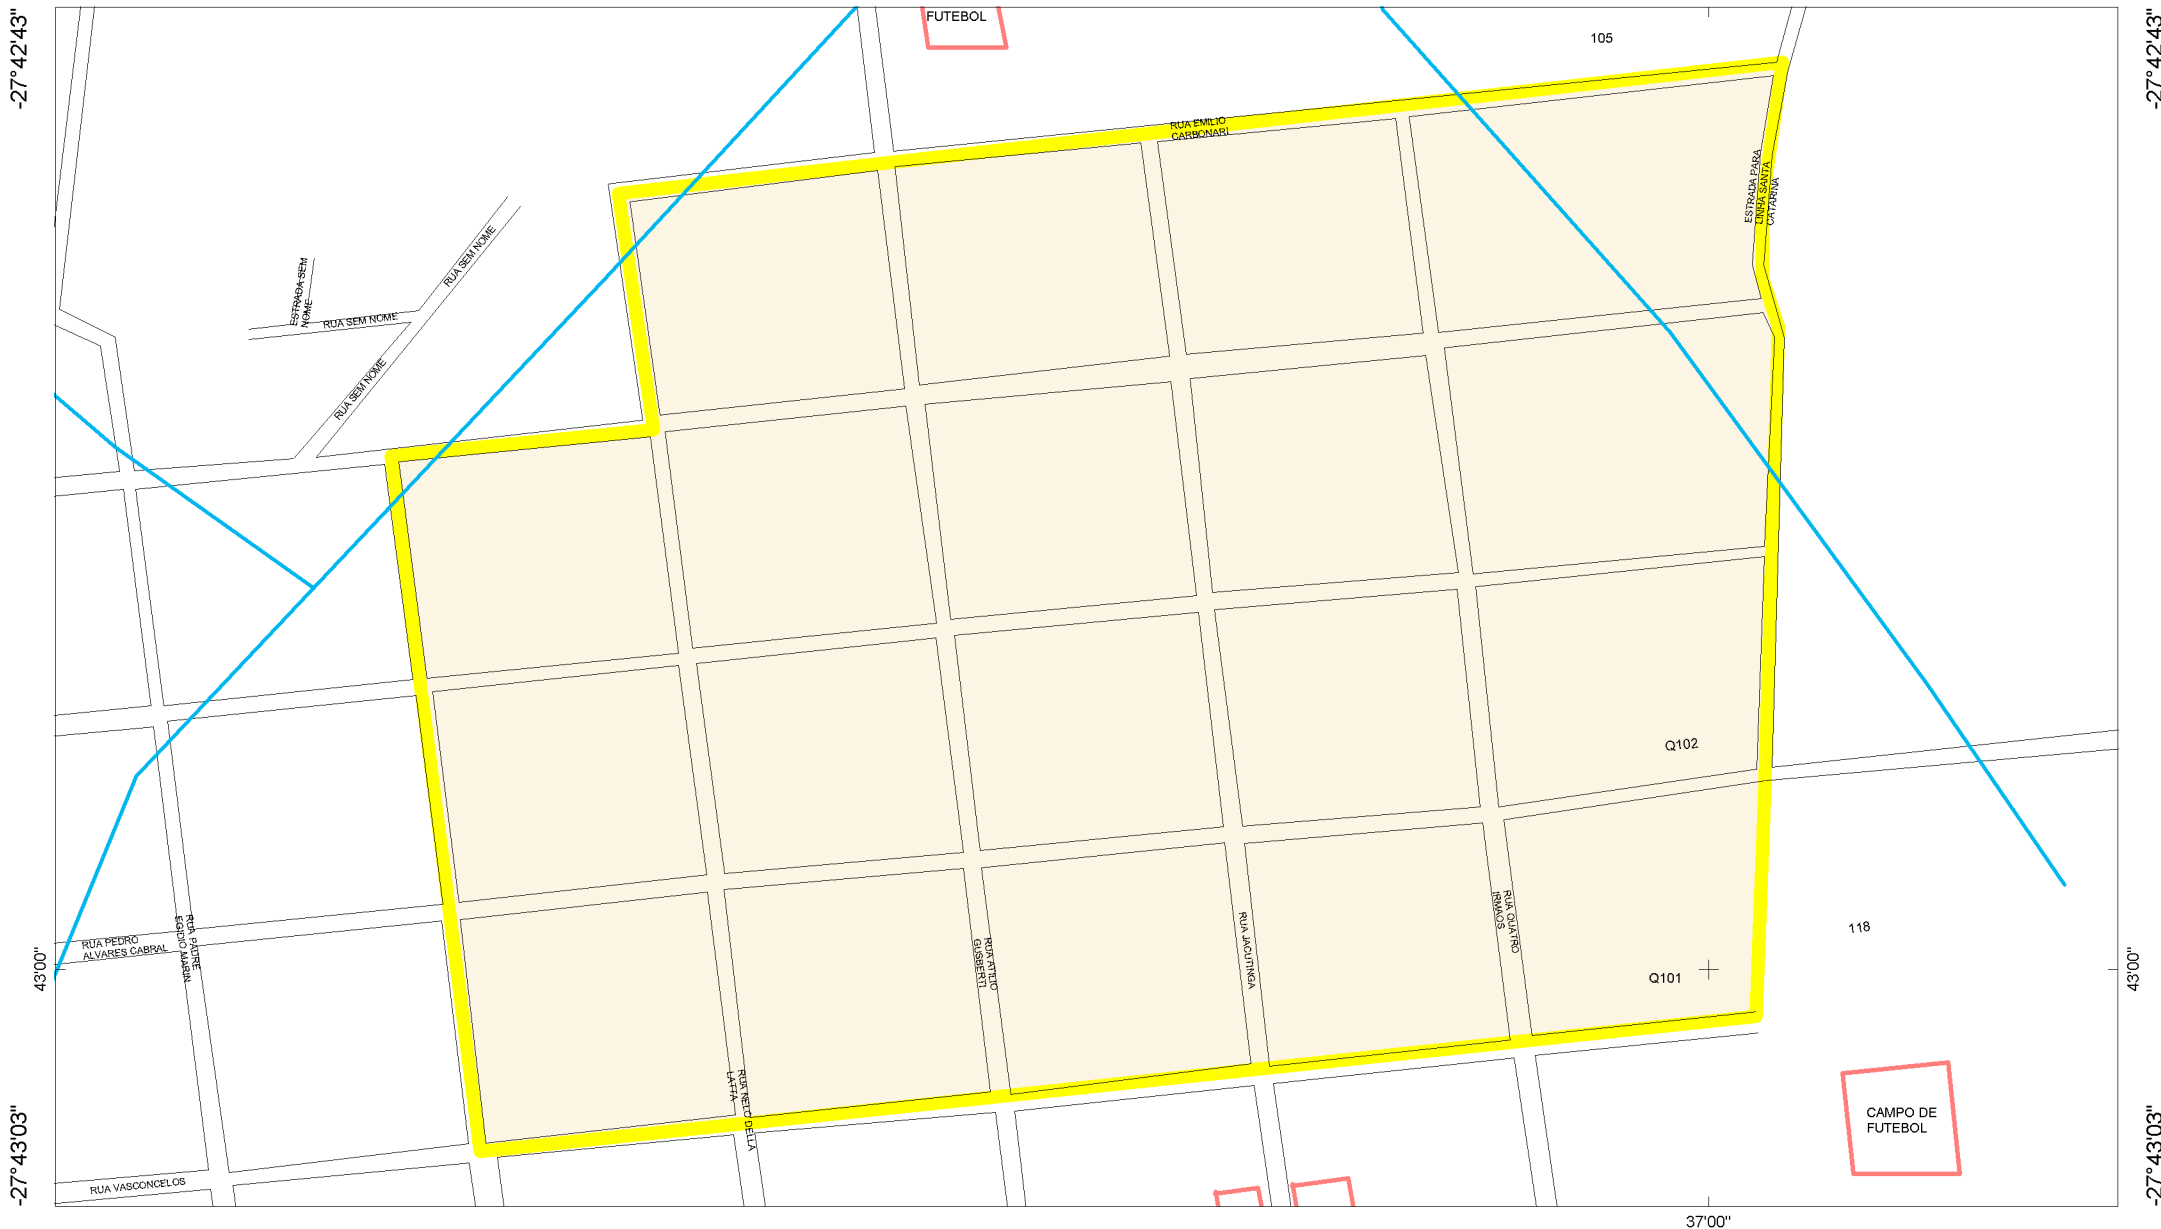 -27°42'43"
-27°42'43"
FUTEBOL
105
RUA EMILIO
CARBONARI
ESTRADA PARA
LINHA SANTA
CATARINA
RUA SEM NOME
ESTRADA SEM
NOME
RUA SEM NOME
RUA SEM NOME
Q102
RUA PEDRO
ALVARES CABRAL
RUA PADRE
EGIDIO MARIN
RUA ATILIO
GUSBERTI
RUA JACUTINGA
RUA QUATRO
IRMAOS
118
Q101
43'00"
43'00"
RUA NELO DELLA
LATTA
CAMPO DE
FUTEBOL
RUA VASCONCELOS
-27°43'03"
-27°43'03"
37'00"